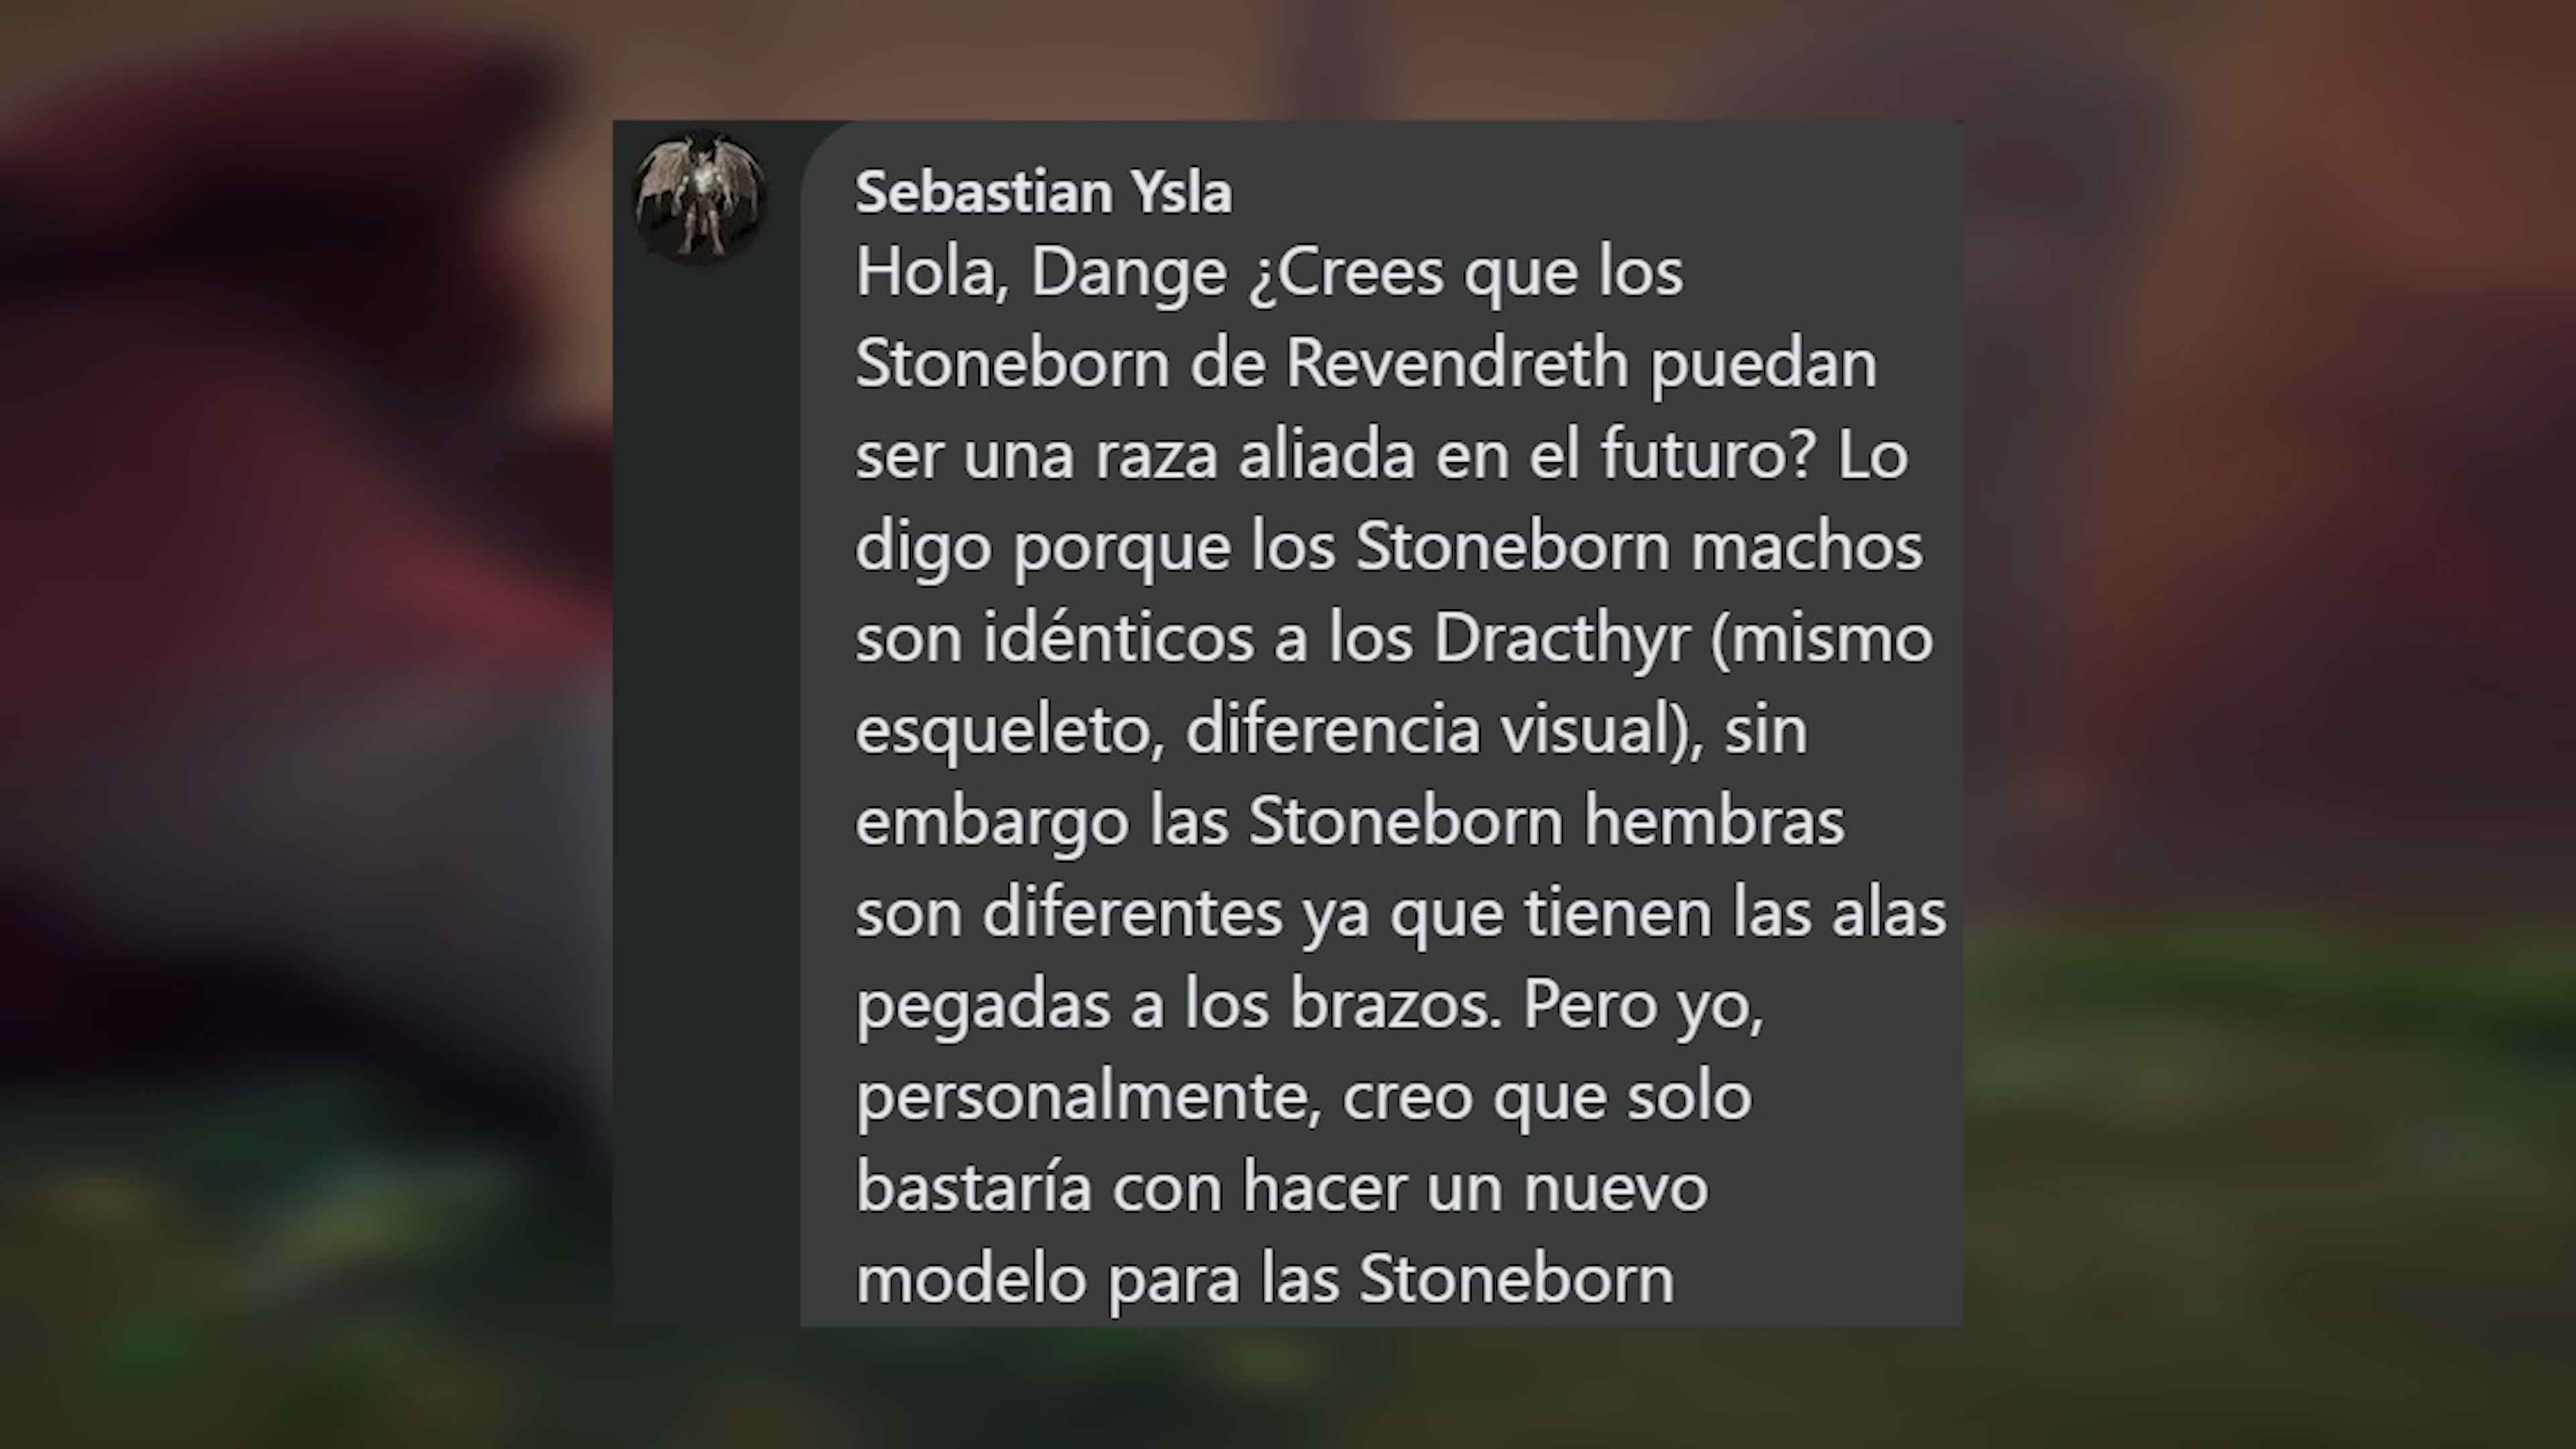 Sebastian Ysla
Hola, Dange ¿Crees que los
Stoneborn de Revendreth puedan
ser una raza aliada en el futuro? Lo
digo porque los Stoneborn machos
son idénticos a los Dracthyr (mismo
esqueleto, diferencia visual), sin
embargo las Stoneborn hembras
son diferentes ya que tienen las alas
pegadas a los brazos. Pero yo,
personalmente, creo que solo
bastaría con hacer un nuevo
modelo para las Stoneborn